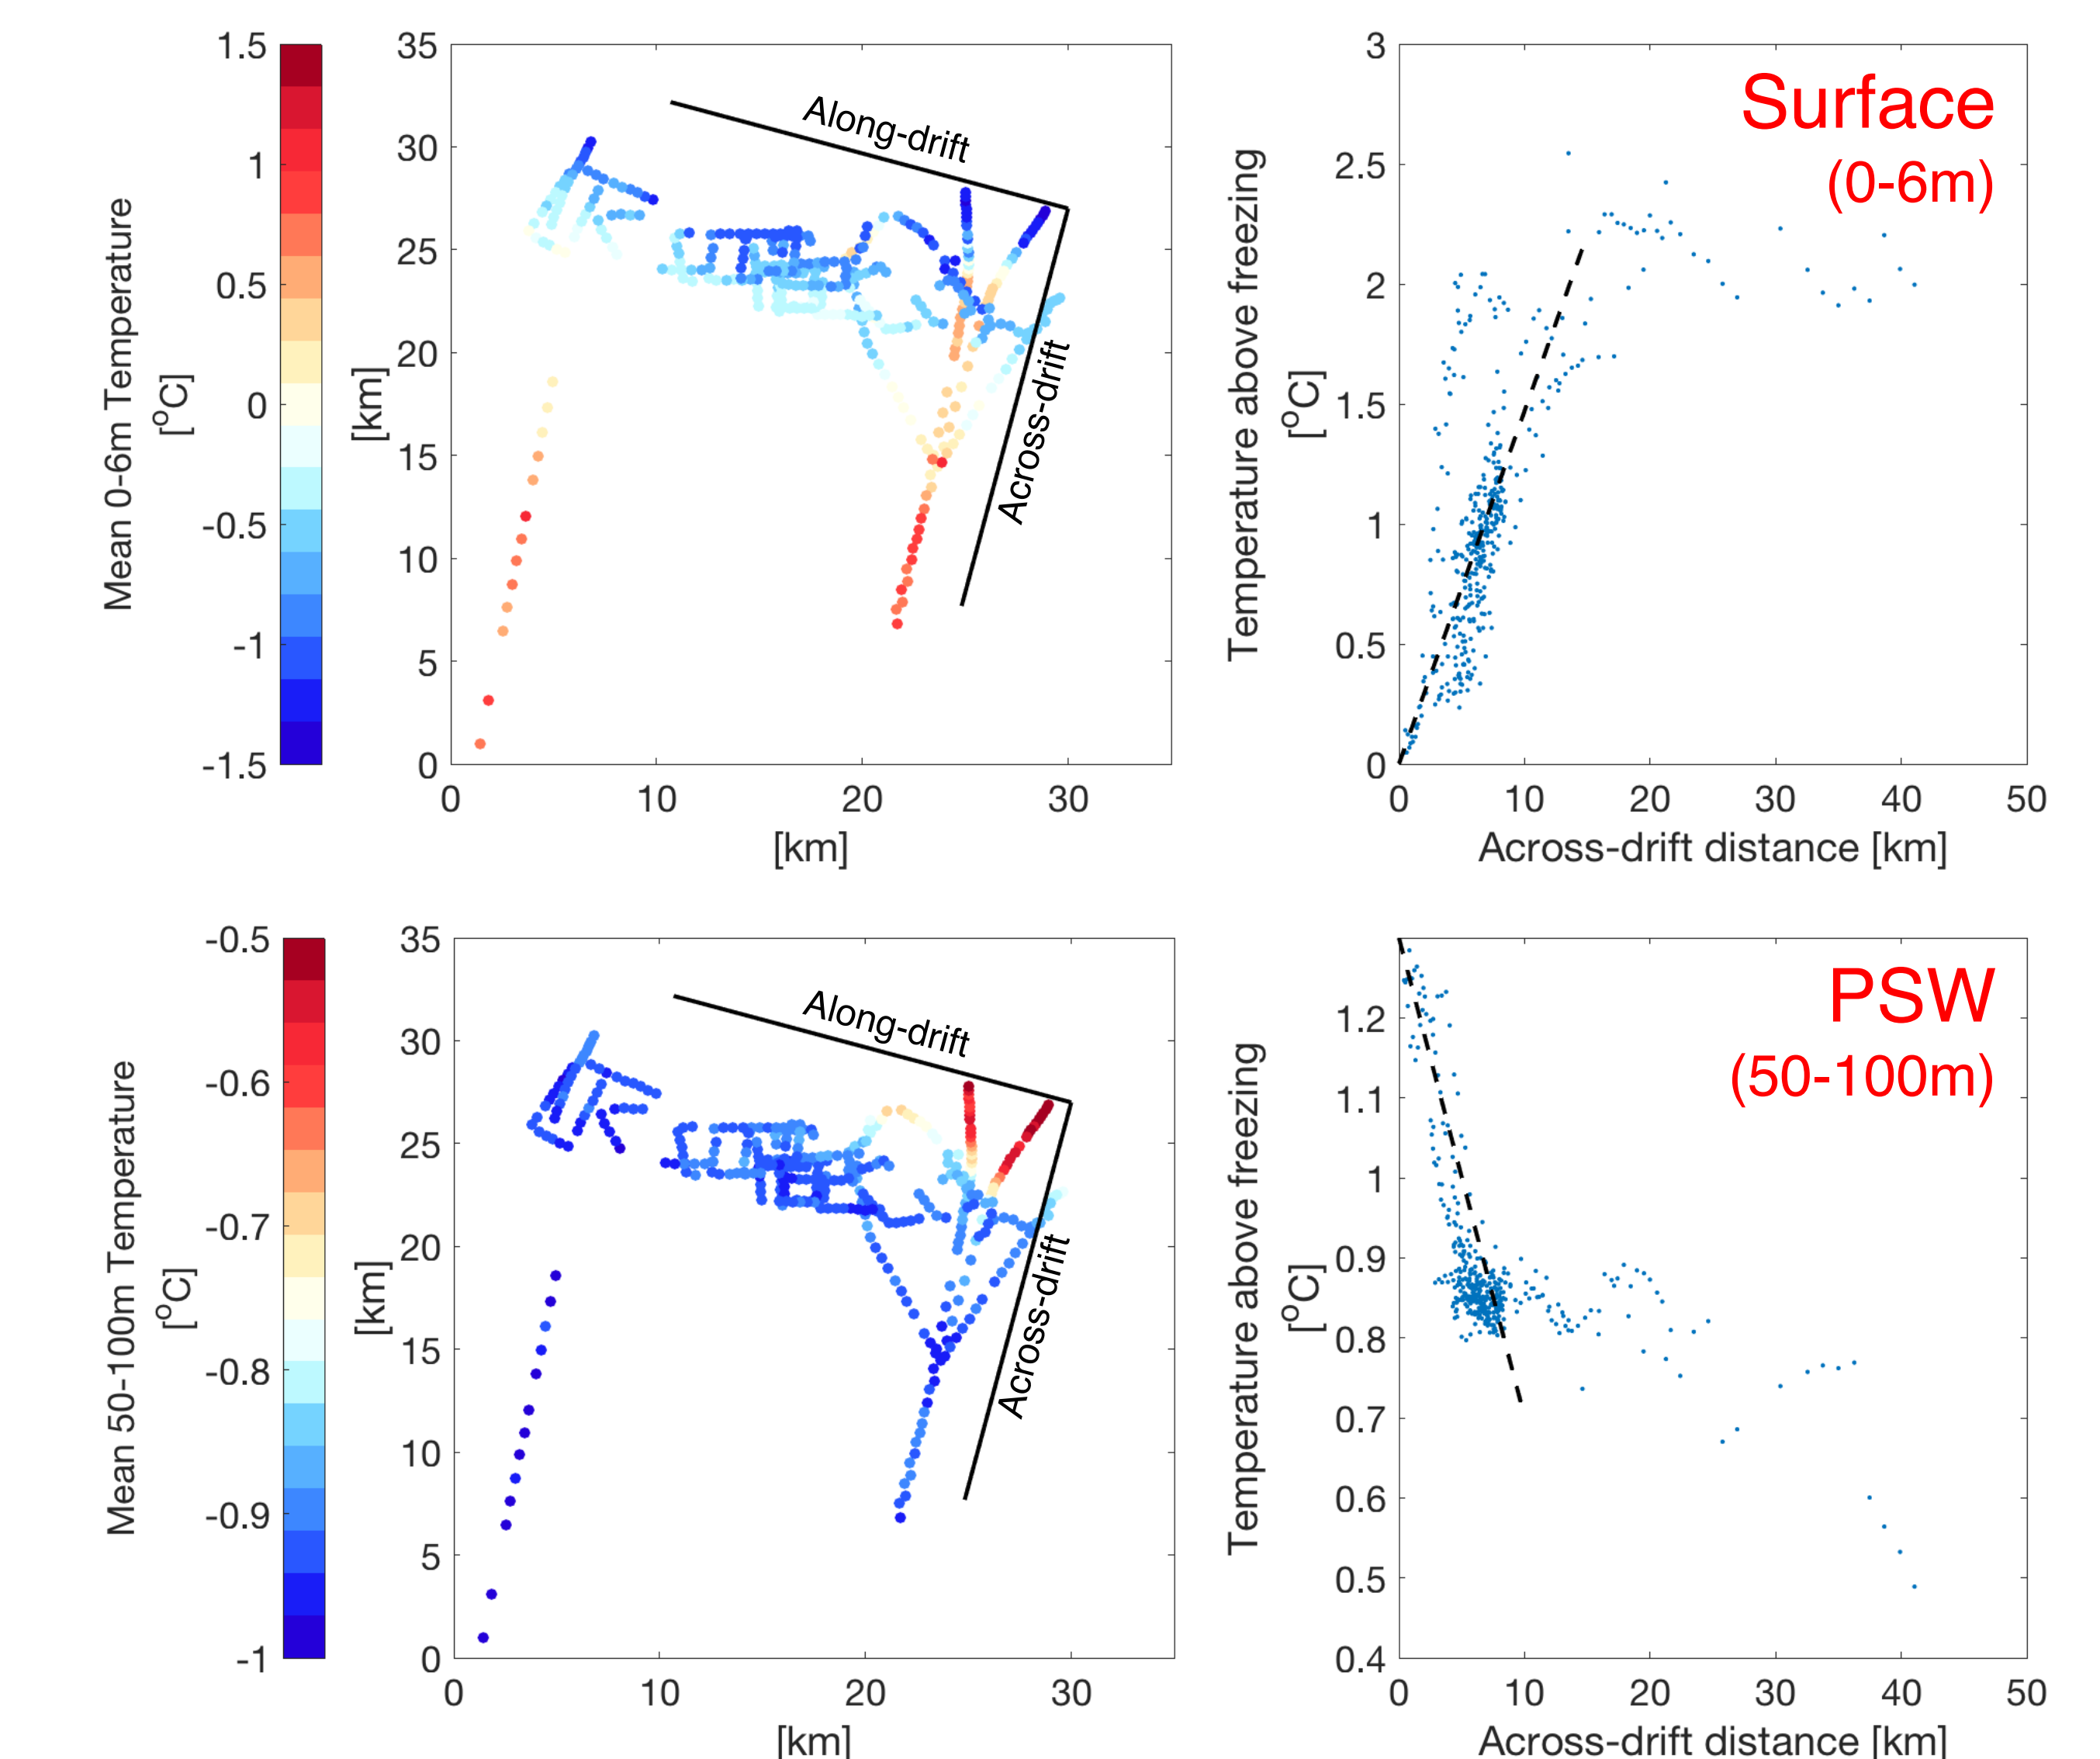 Mean 0-6m Temperature
[°C]
1.5
1
0.5
0
-0.5
-1
-1.5
[km]
35
30
25
20
15
10
5
0
0
10
20
30
[km]
Along-drift
Across-drift
Surface
(0-6m)
Temperature above freezing
[°C]
3
2.5
2
1.5
1
0.5
0
0
10
20
30
40
50
Across-drift distance [km]
Mean 50-100m Temperature
[°C]
-0.5
-0.6
-0.7
-0.8
-0.9
-1
[km]
35
30
25
20
15
10
5
0
0
10
20
30
[km]
Along-drift
Across-drift
PSW
(50-100m)
Temperature above freezing
[°C]
1.2
1.1
1
0.9
0.8
0.7
0.6
0.5
0.4
0
10
20
30
40
50
Across-drift distance [km]